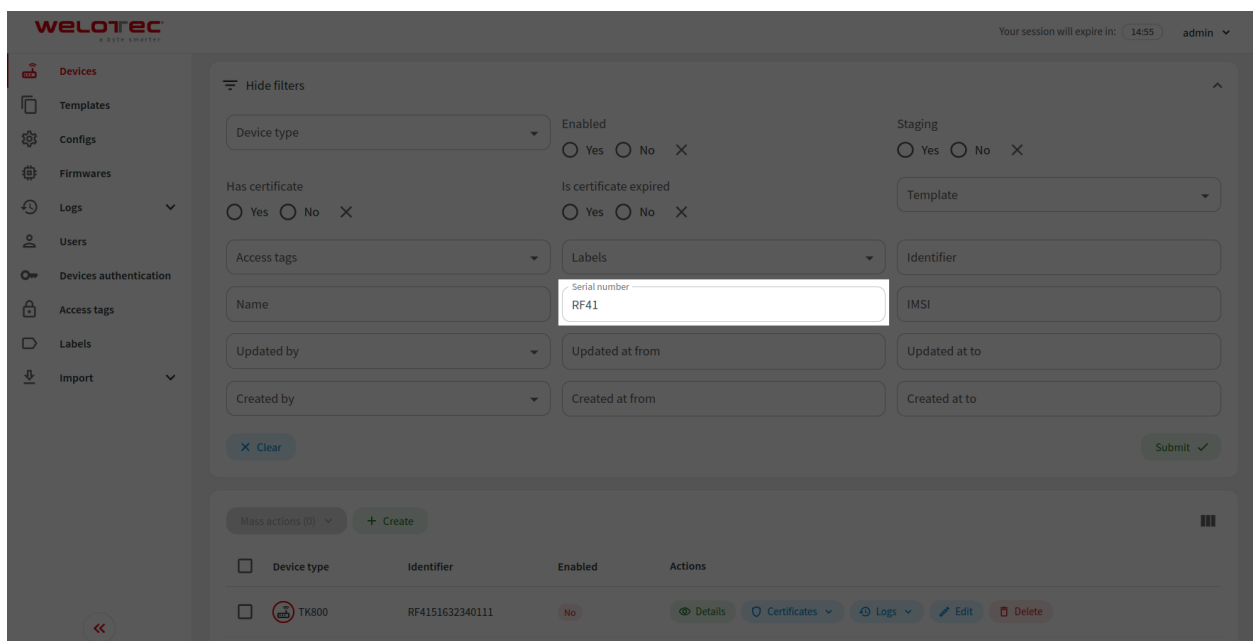 welotec
a byte smarter
Your session will expire in: 14:55 admin
Devices
Templates
Configs
Firmwares
Logs
Users
Devices authentication
Access tags
Labels
Import
Hide filters
Device type
Enabled
Yes No
Staging
Yes No
Has certificate
Yes No
Is certificate expired
Yes No
Template
Access tags
Labels
Identifier
Name
Serial number
RF41
IMSI
Updated by
Updated at from
Updated at to
Created by
Created at from
Created at to
Clear
Submit
Mass actions (0)
Create
Device type Identifier Enabled Actions
TK800 RF4151632340111 No Details Certificates Logs Edit Delete